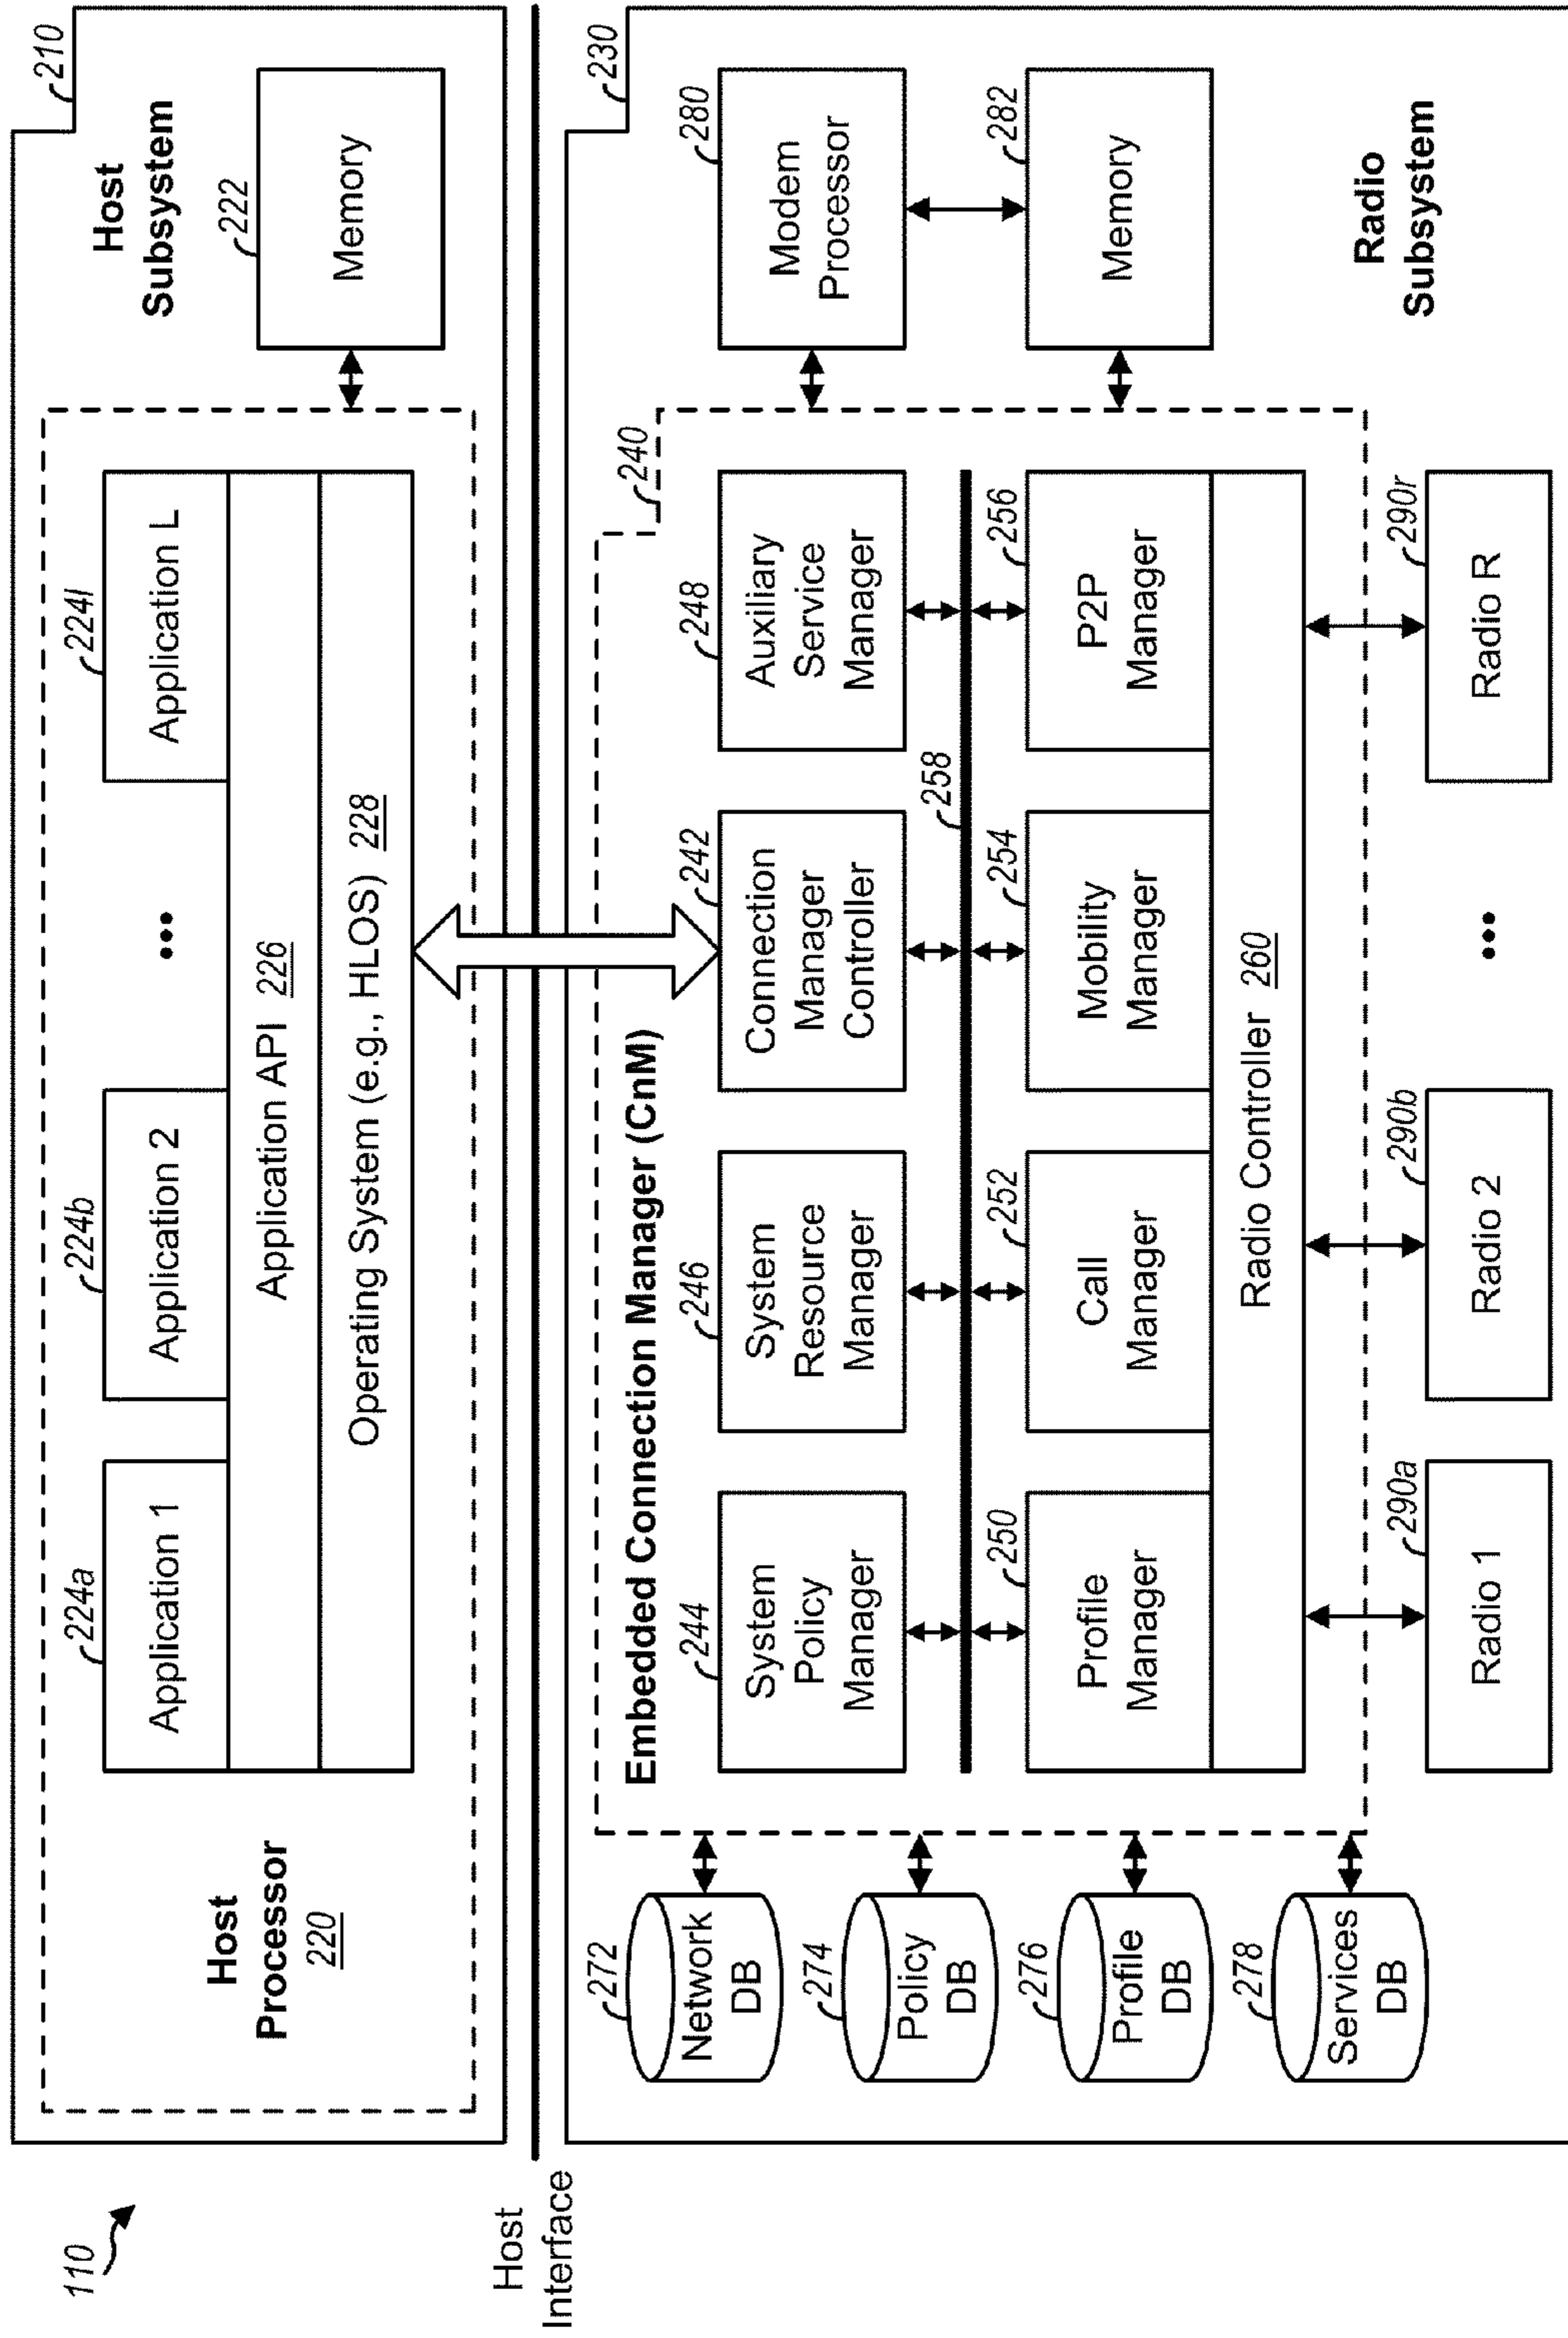 110
210
Host
Subsystem
Host
Processor
220
224a
Application 1
224b
Application 2
...
224l
Application L
222
Memory
Application API 226
Operating System (e.g., HLOS) 228
Host
Interface
230
240
Embedded Connection Manager (CnM)
272
Network
DB
274
Policy
DB
276
Profile
DB
278
Services
DB
244
System
Policy
Manager
246
System
Resource
Manager
242
Connection
Manager
Controller
248
Auxiliary
Service
Manager
280
Modem
Processor
258
250
Profile
Manager
252
Call
Manager
254
Mobility
Manager
256
P2P
Manager
282
Memory
Radio Controller 260
290a
Radio 1
290b
Radio 2
...
290r
Radio R
Radio
Subsystem